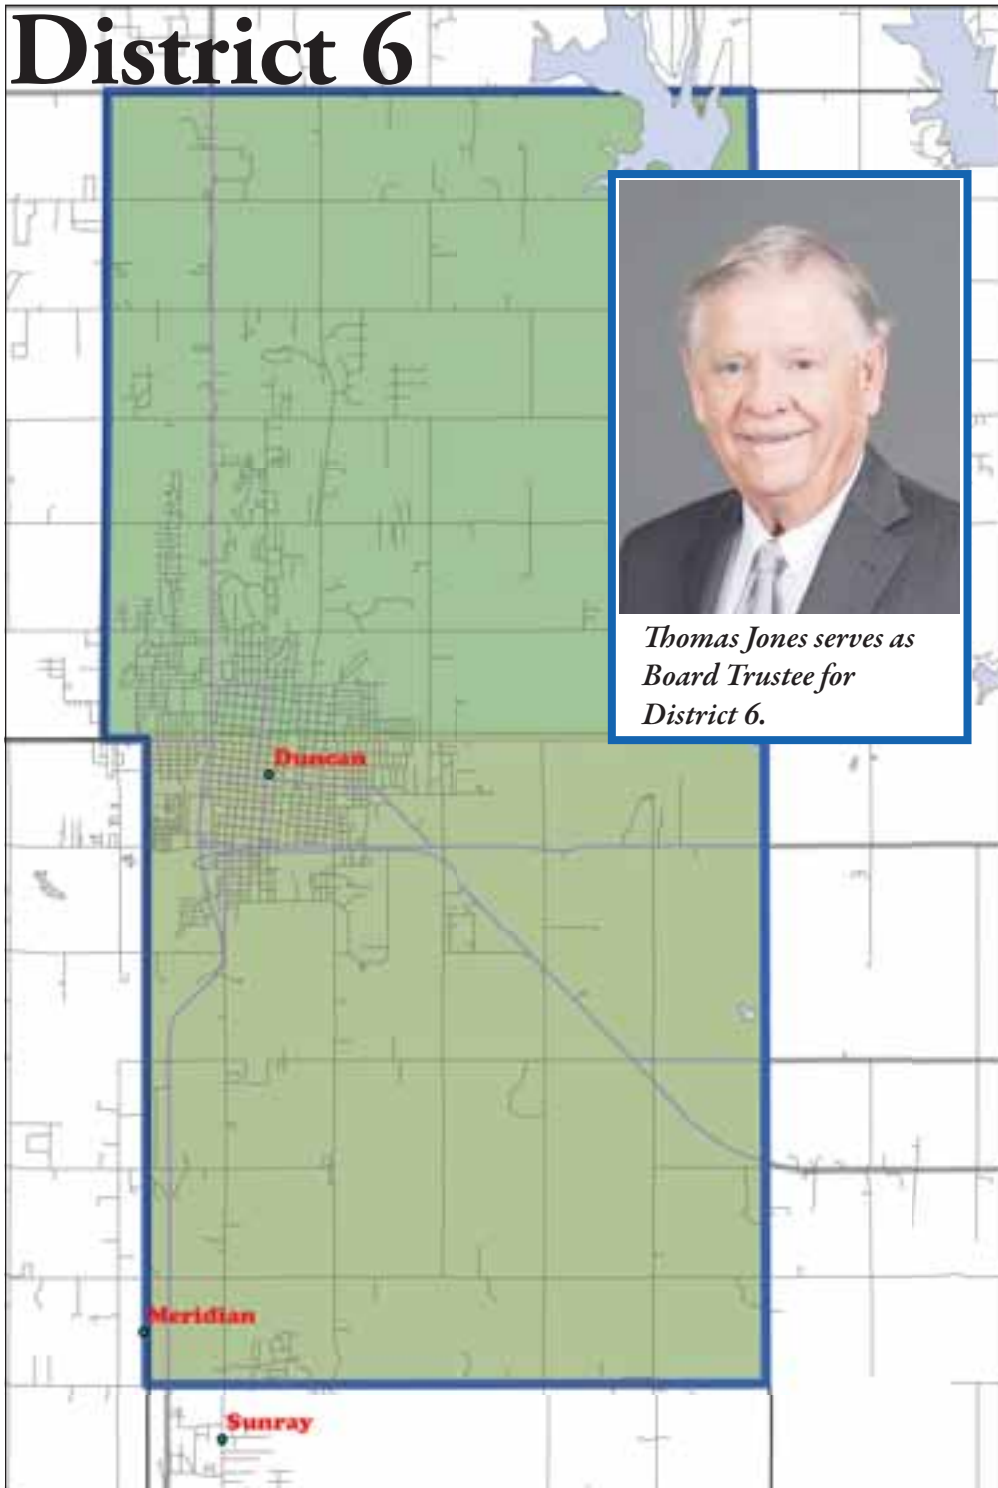 District 6
Thomas Jones serves as
Board Trustee for
District 6.
Duncan
Meridian
Sunray